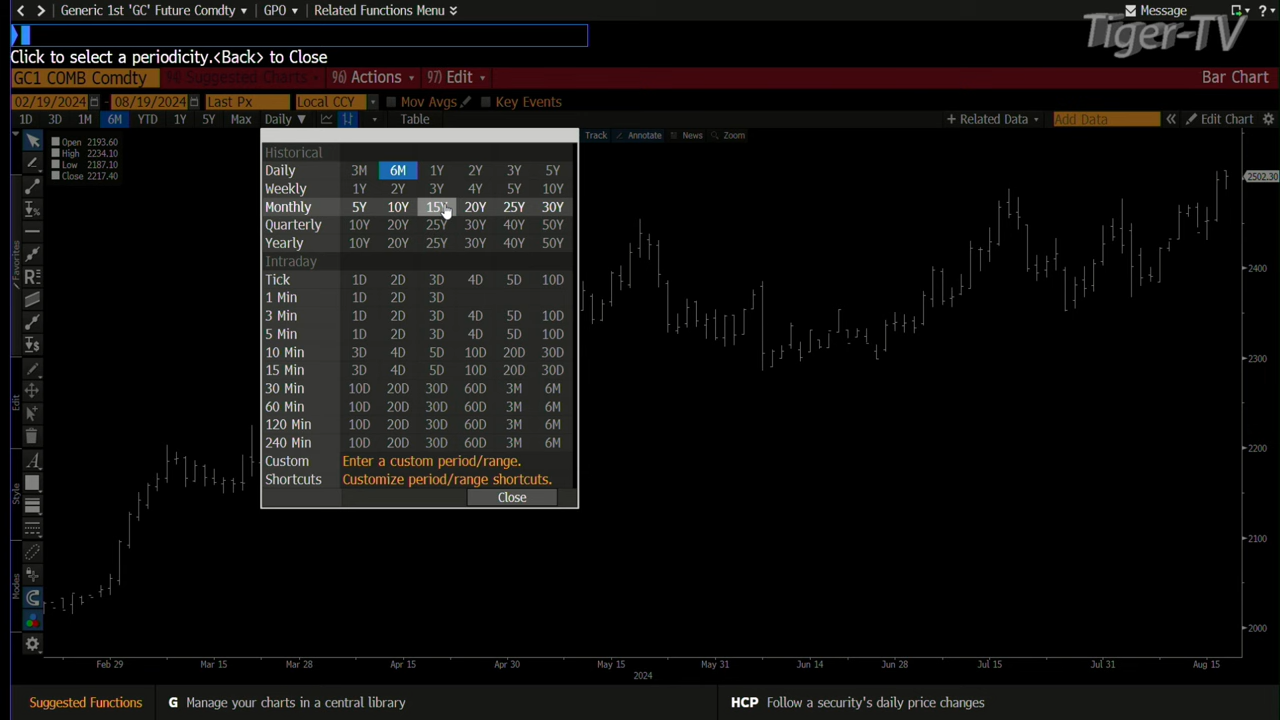 Generic 1st 'GC' Future Comdty GPO Related Functions Menu Message ?
Tiger-TV
Click to select a periodicity.<Back> to Close
GC1 COMB Comdty 94) Suggested Charts 96) Actions 97) Edit Bar Chart
02/19/2024 - 08/19/2024 Last Px Local CCY Mov Avgs Key Events
1D 3D 1M 6M YTD 1Y 5Y Max Daily Table + Related Data Add Data Edit Chart
Track Annotate News Zoom
Open 2193.60
High 2234.10
Low 2187.10
Close 2217.40
Historical
Daily 3M 6M 1Y 2Y 3Y 5Y
Weekly 1Y 2Y 3Y 4Y 5Y 10Y
Monthly 5Y 10Y 15Y 20Y 25Y 30Y
Quarterly 10Y 20Y 25Y 30Y 40Y 50Y
Yearly 10Y 20Y 25Y 30Y 40Y 50Y
Intraday
Tick 1D 2D 3D 4D 5D 10D
1 Min 1D 2D 3D
3 Min 1D 2D 3D 4D 5D 10D
5 Min 1D 2D 3D 4D 5D 10D
10 Min 3D 4D 5D 10D 20D 30D
15 Min 3D 4D 5D 10D 20D 30D
30 Min 10D 20D 30D 60D 3M 6M
60 Min 10D 20D 30D 60D 3M 6M
120 Min 10D 20D 30D 60D 3M 6M
240 Min 10D 20D 30D 60D 3M 6M
Custom Enter a custom period/range.
Shortcuts Customize period/range shortcuts.
Close
Favorites
Edit
Style
Modes
2502.30
2400
2300
2200
2100
2000
Feb 29 Mar 15 Mar 28 Apr 15 Apr 30 May 15 May 31 Jun 14 Jun 28 Jul 15 Jul 31 Aug 15
2024
Suggested Functions G Manage your charts in a central library HCP Follow a security's daily price changes